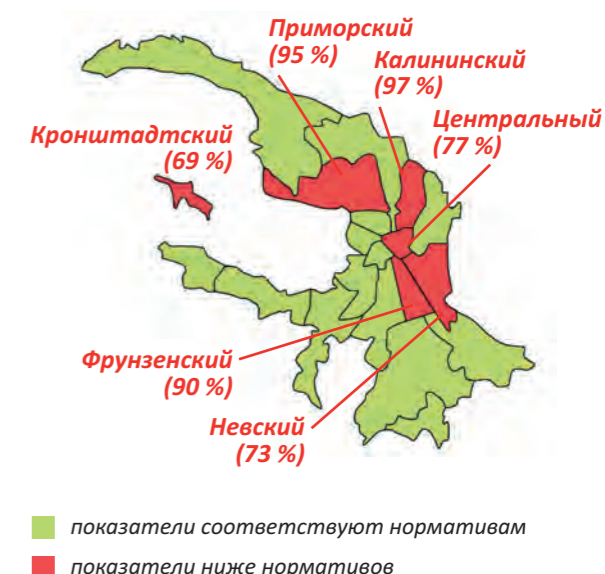 Приморский
(95 %)
Калининский
(97 %)
Центральный
(77 %)
Кронштадтский
(69 %)
Фрунзенский
(90 %)
Невский
(73 %)
показатели соответствуют нормативам
показатели ниже нормативов